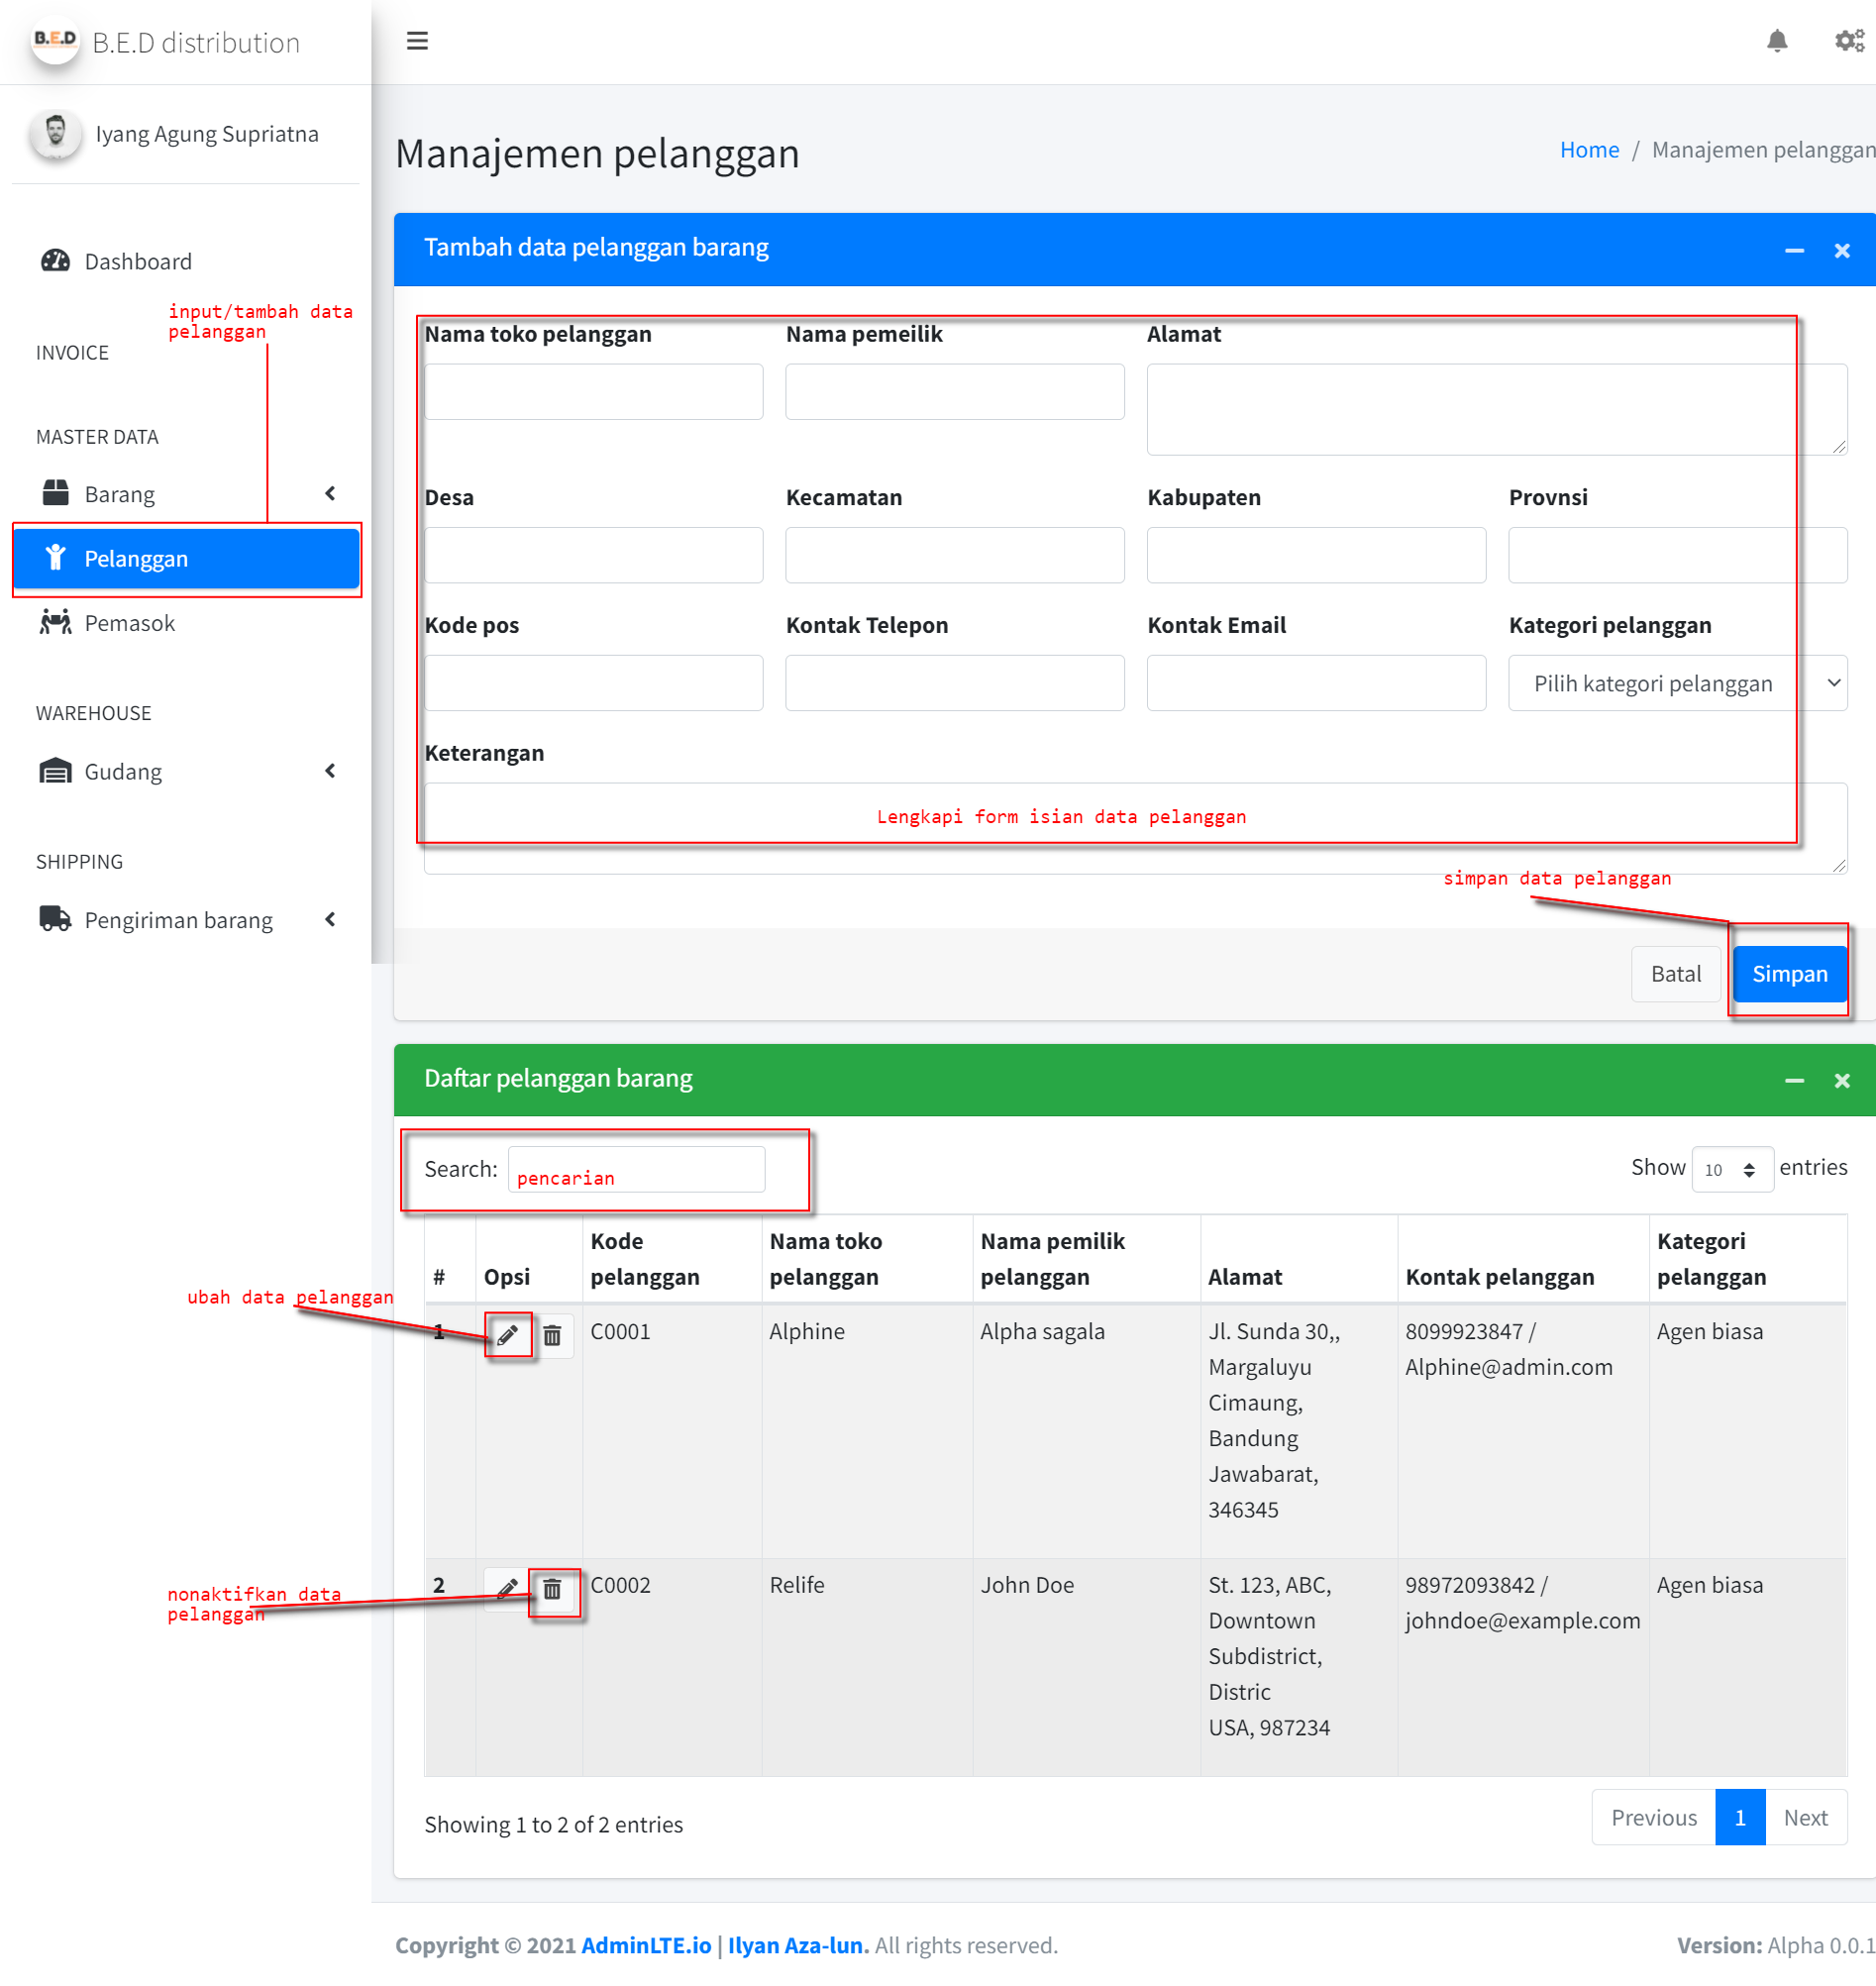 B.E.D B.E.D distribution
Iyang Agung Supriatna
Dashboard
input/tambah data
pelanggan
INVOICE
MASTER DATA
Barang
Pelanggan
Pemasok
WAREHOUSE
Gudang
SHIPPING
Pengiriman barang
Manajemen pelanggan
Home / Manajemen pelanggan
Tambah data pelanggan barang
Nama toko pelanggan Nama pemeilik Alamat
Desa Kecamatan Kabupaten Provnsi
Kode pos Kontak Telepon Kontak Email Kategori pelanggan
Pilih kategori pelanggan
Keterangan
Lengkapi form isian data pelanggan
simpan data pelanggan
Batal Simpan
Daftar pelanggan barang
Search: pencarian Show 10 entries
# Opsi Kode pelanggan Nama toko pelanggan Nama pemilik pelanggan Alamat Kontak pelanggan Kategori pelanggan
ubah data pelanggan
1 C0001 Alphine Alpha sagala Jl. Sunda 30,, 8099923847 / Agen biasa
Margaluyu Alphine@admin.com
Cimaung,
Bandung
Jawabarat,
346345
nonaktifkan data
pelanggan
2 C0002 Relife John Doe St. 123, ABC, 98972093842 / Agen biasa
Downtown johndoe@example.com
Subdistrict,
Distric
USA, 987234
Showing 1 to 2 of 2 entries Previous 1 Next
Copyright © 2021 AdminLTE.io | Ilyan Aza-lun. All rights reserved. Version: Alpha 0.0.1